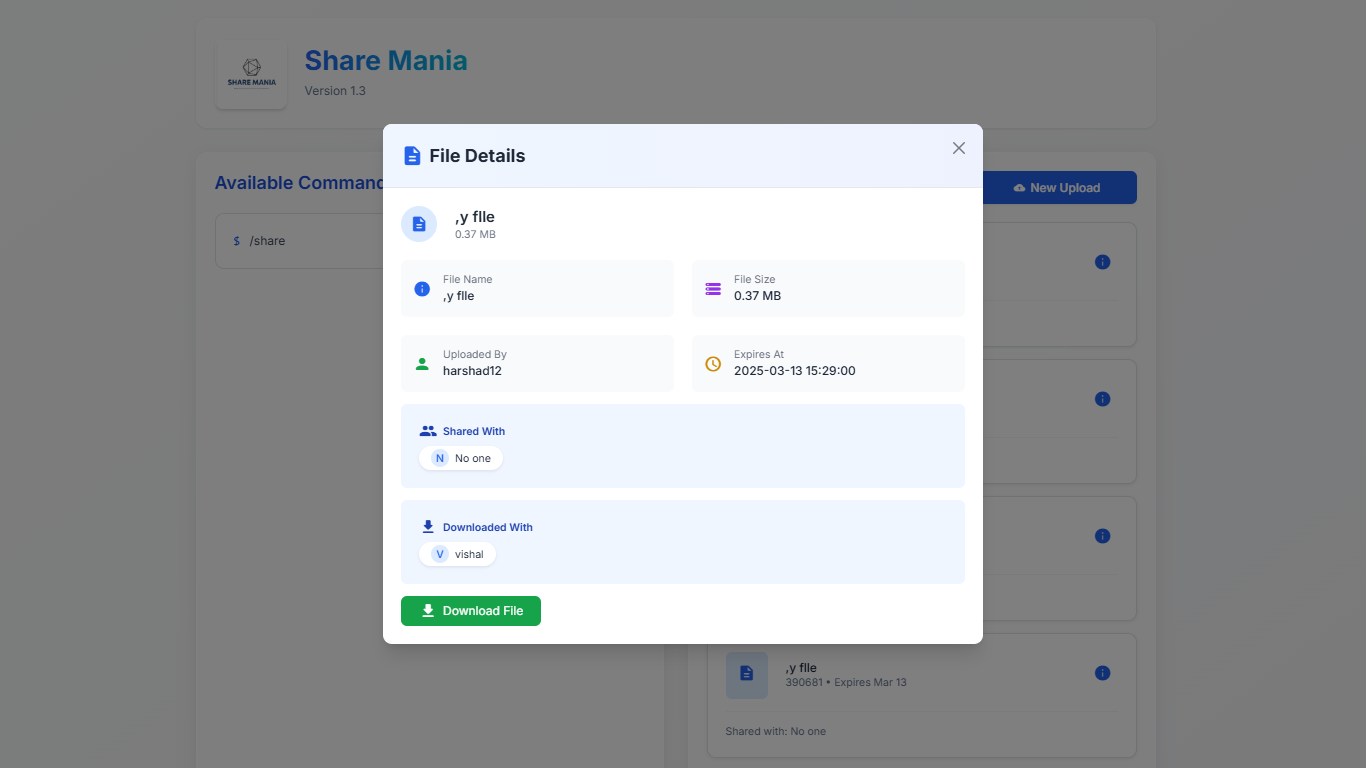 SHARE MANIA
Share Mania
Version 1.3
Available Comman
$ /share
New Upload
File Details
,y flle
0.37 MB
File Name
,y flle
File Size
0.37 MB
Uploaded By
harshad12
Expires At
2025-03-13 15:29:00
Shared With
N No one
Downloaded With
V vishal
Download File
,y flle
390681 • Expires Mar 13
Shared with: No one